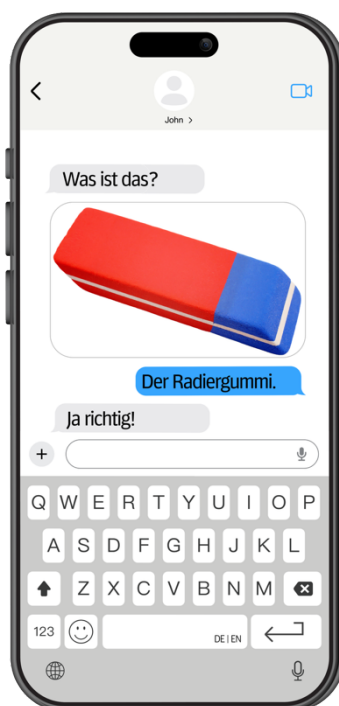 John >
Was ist das?
Der Radiergummi.
Ja richtig!
Q W E R T Y U I O P
A S D F G H J K L
Z X C V B N M
123 DE | EN